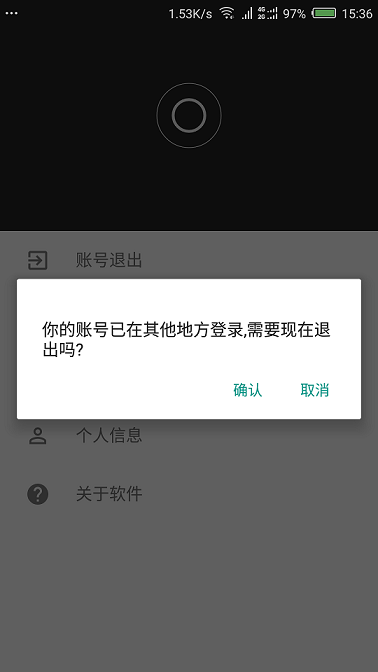 1.53K/s 4G 2G 97% 15:36
账号退出
你的账号已在其他地方登录,需要现在退
出吗?
确认 取消
个人信息
关于软件